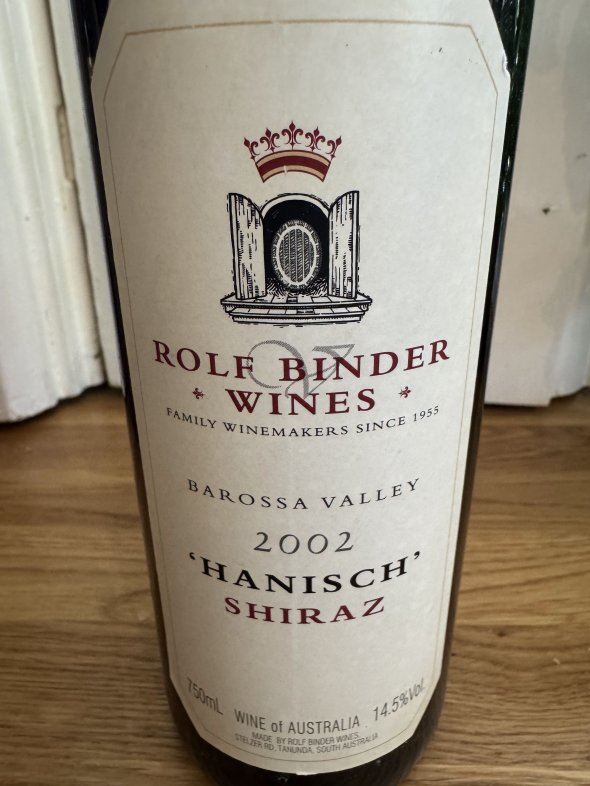 ROLF BINDER
WINES
FAMILY WINEMAKERS SINCE 1955
BAROSSA VALLEY
2002
'HANISCH'
SHIRAZ
750mL WINE of AUSTRALIA 14.5%Vol
MADE BY ROLF BINDER WINES,
STELZER RD, TANUNDA, SOUTH AUSTRALIA